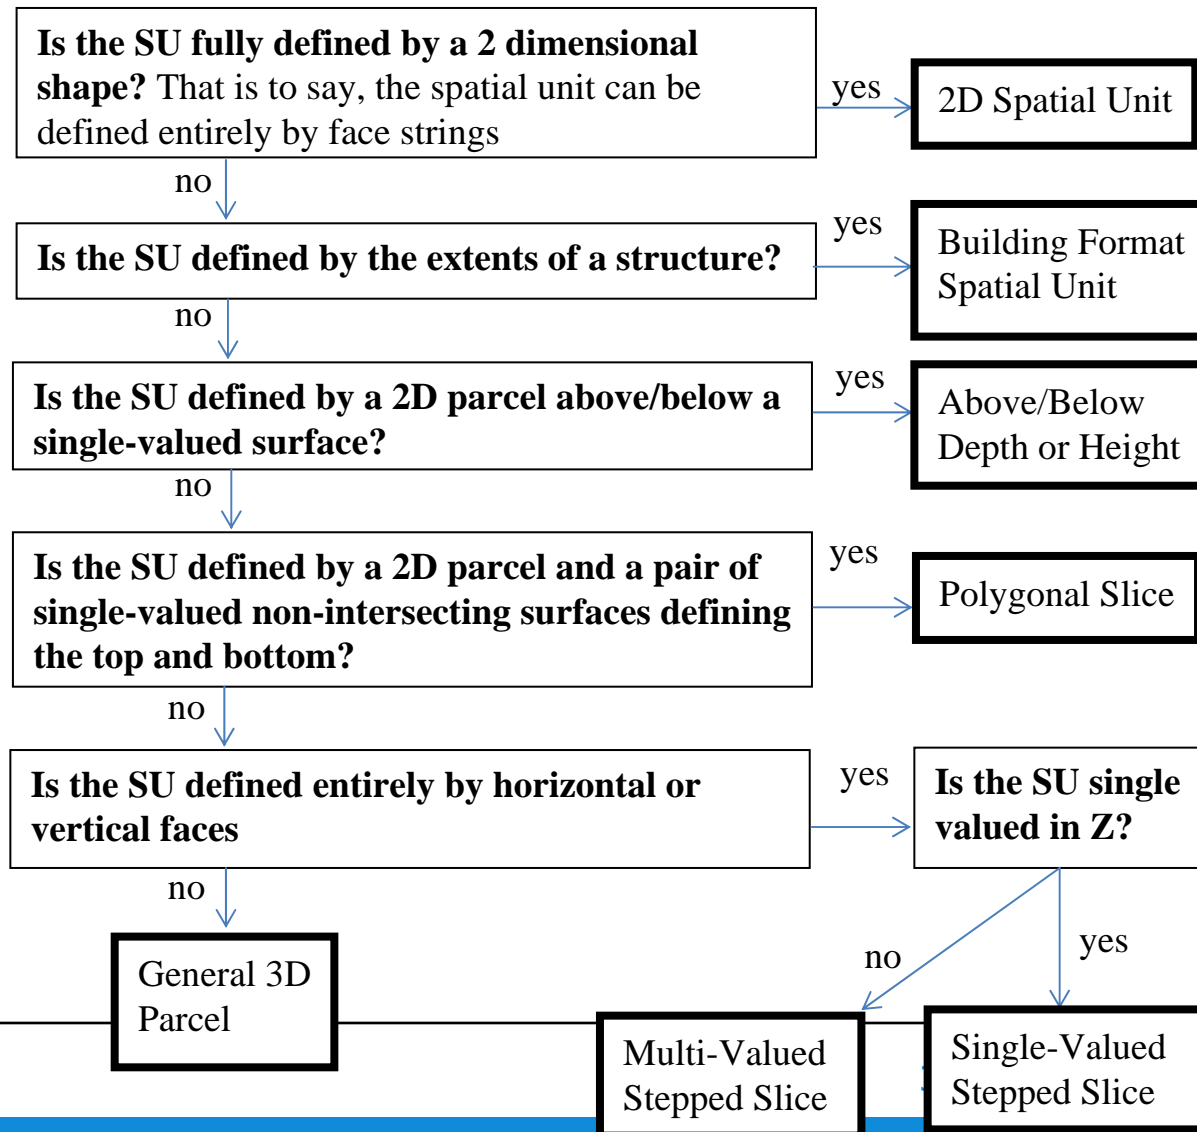 Is the SU fully defined by a 2 dimensional
shape? That is to say, the spatial unit can be
defined entirely by face strings
yes
2D Spatial Unit
no
Is the SU defined by the extents of a structure?
yes
Building Format
Spatial Unit
no
Is the SU defined by a 2D parcel above/below a
single-valued surface?
yes
Above/Below
Depth or Height
no
Is the SU defined by a 2D parcel and a pair of
single-valued non-intersecting surfaces defining
the top and bottom?
yes
Polygonal Slice
no
Is the SU defined entirely by horizontal or
vertical faces
yes
Is the SU single
valued in Z?
no
General 3D
Parcel
no
Multi-Valued
Stepped Slice
yes
Single-Valued
Stepped Slice